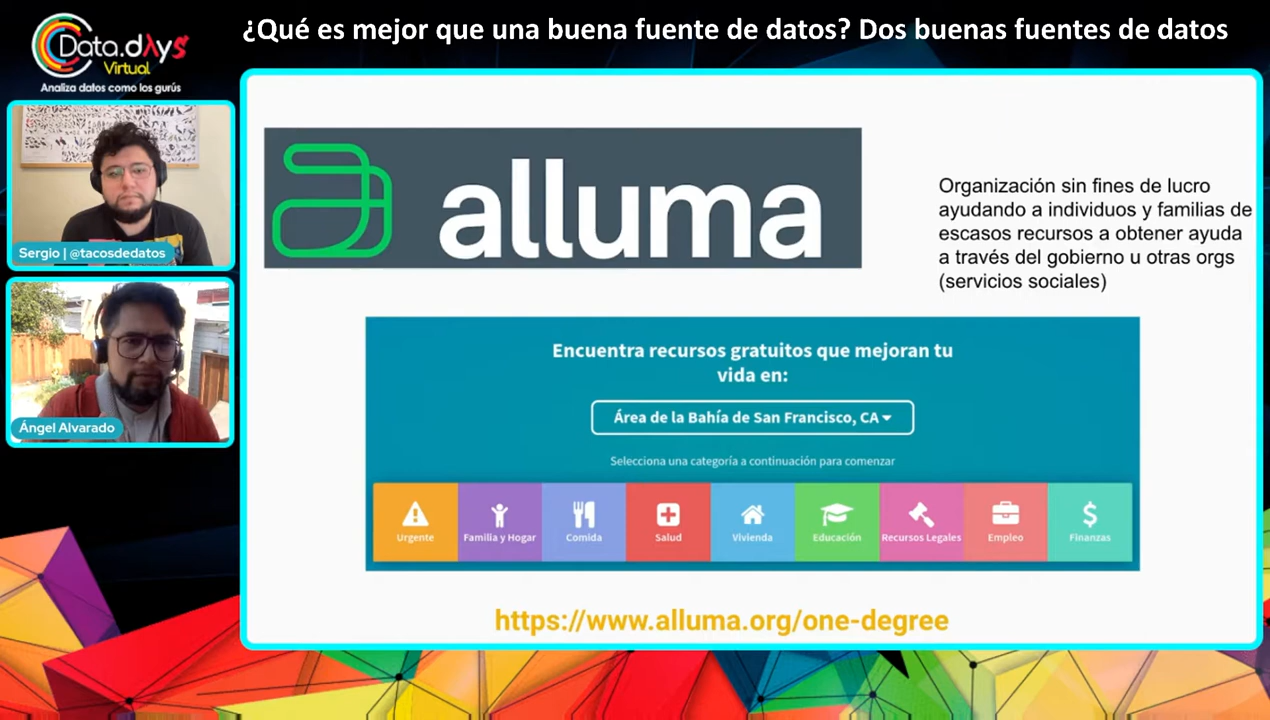 ¿Qué es mejor que una buena fuente de datos? Dos buenas fuentes de datos
Data.dAys
Virtual
Analiza datos como los gurús
Sergio | @tacosdedatos
Ángel Alvarado
alluma
Organización sin fines de lucro
ayudando a individuos y familias de
escasos recursos a obtener ayuda
a través del gobierno u otras orgs
(servicios sociales)
Encuentra recursos gratuitos que mejoran tu
vida en:
Área de la Bahía de San Francisco, CA
Selecciona una categoría a continuación para comenzar
Urgente
Familia y Hogar
Comida
Salud
Vivienda
Educación
Recursos Legales
Empleo
Finanzas
https://www.alluma.org/one-degree